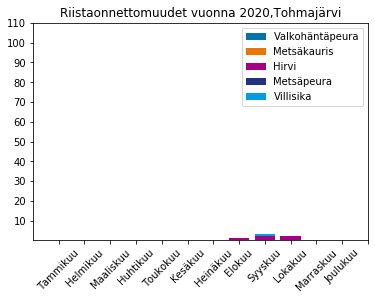 Riistaonnettomuudet vuonna 2020,Tohmajärvi
110
100
90
80
70
60
50
40
30
20
10
Valkohäntäpeura
Metsäkauris
Hirvi
Metsäpeura
Villisika
Tammikuu
Helmikuu
Maaliskuu
Huhtikuu
Toukokuu
Kesäkuu
Heinäkuu
Elokuu
Syyskuu
Lokakuu
Marraskuu
Joulukuu